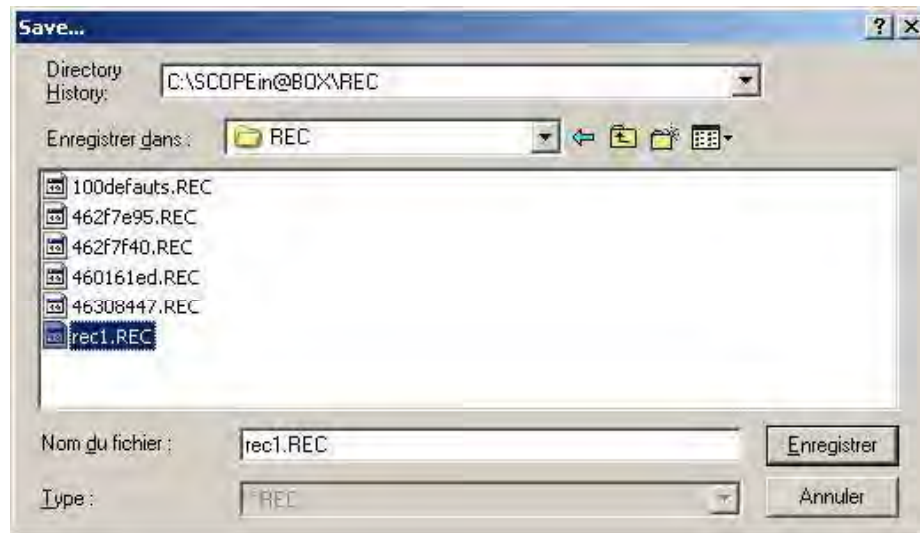 Save...
Directory
History:
C:\SCOPEin@BOX\REC
Enregistrer dans :
REC
100defauts.REC
462f7e95.REC
462f7f40.REC
460161ed.REC
46308447.REC
rec1.REC
Nom du fichier :
rec1.REC
Enregistrer
Type :
*.REC
Annuler